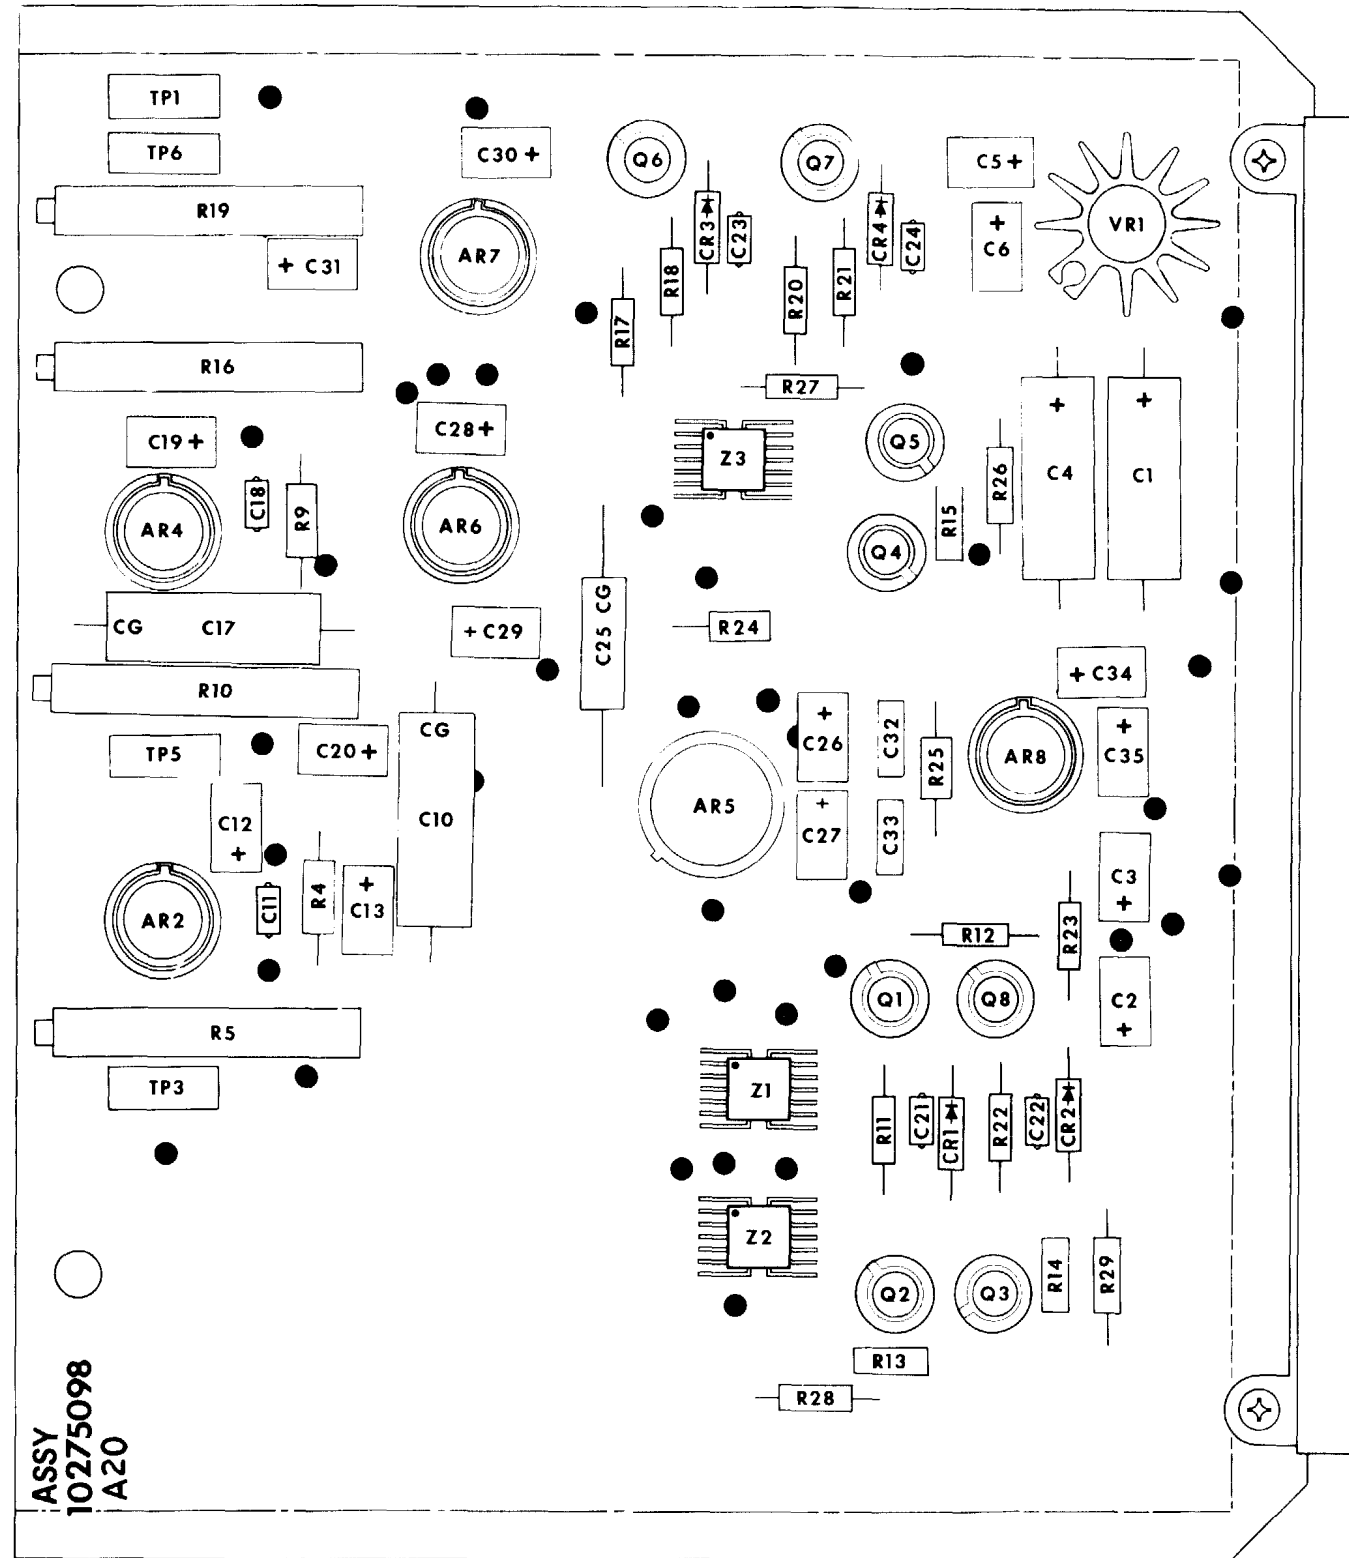 TP1
TP6
C30 +
Q6
Q7
C5 +
R19
+ C31
AR7
CR3
C23
R18
R17
CR4
C24
R21
R20
+
C6
VR1
R16
R27
C19 +
C28 +
Z3
Q5
R26
+
C4
+
C1
AR4
C18
R9
AR6
Q4
R15
CG C17
+ C29
C25 CG
R24
R10
+ C34
TP5
C20 +
CG
C10
AR5
+
C26
C32
R25
AR8
+
C35
C12
+
+
C27
C33
AR2
C11
R4
+
C13
C3
+
R12
R23
Q1
Q8
C2
+
R5
TP3
Z1
R11
C21
CR1
R22
C22
CR2
Z2
Q2
Q3
R14
R29
R13
R28
ASSY
10275098
A20